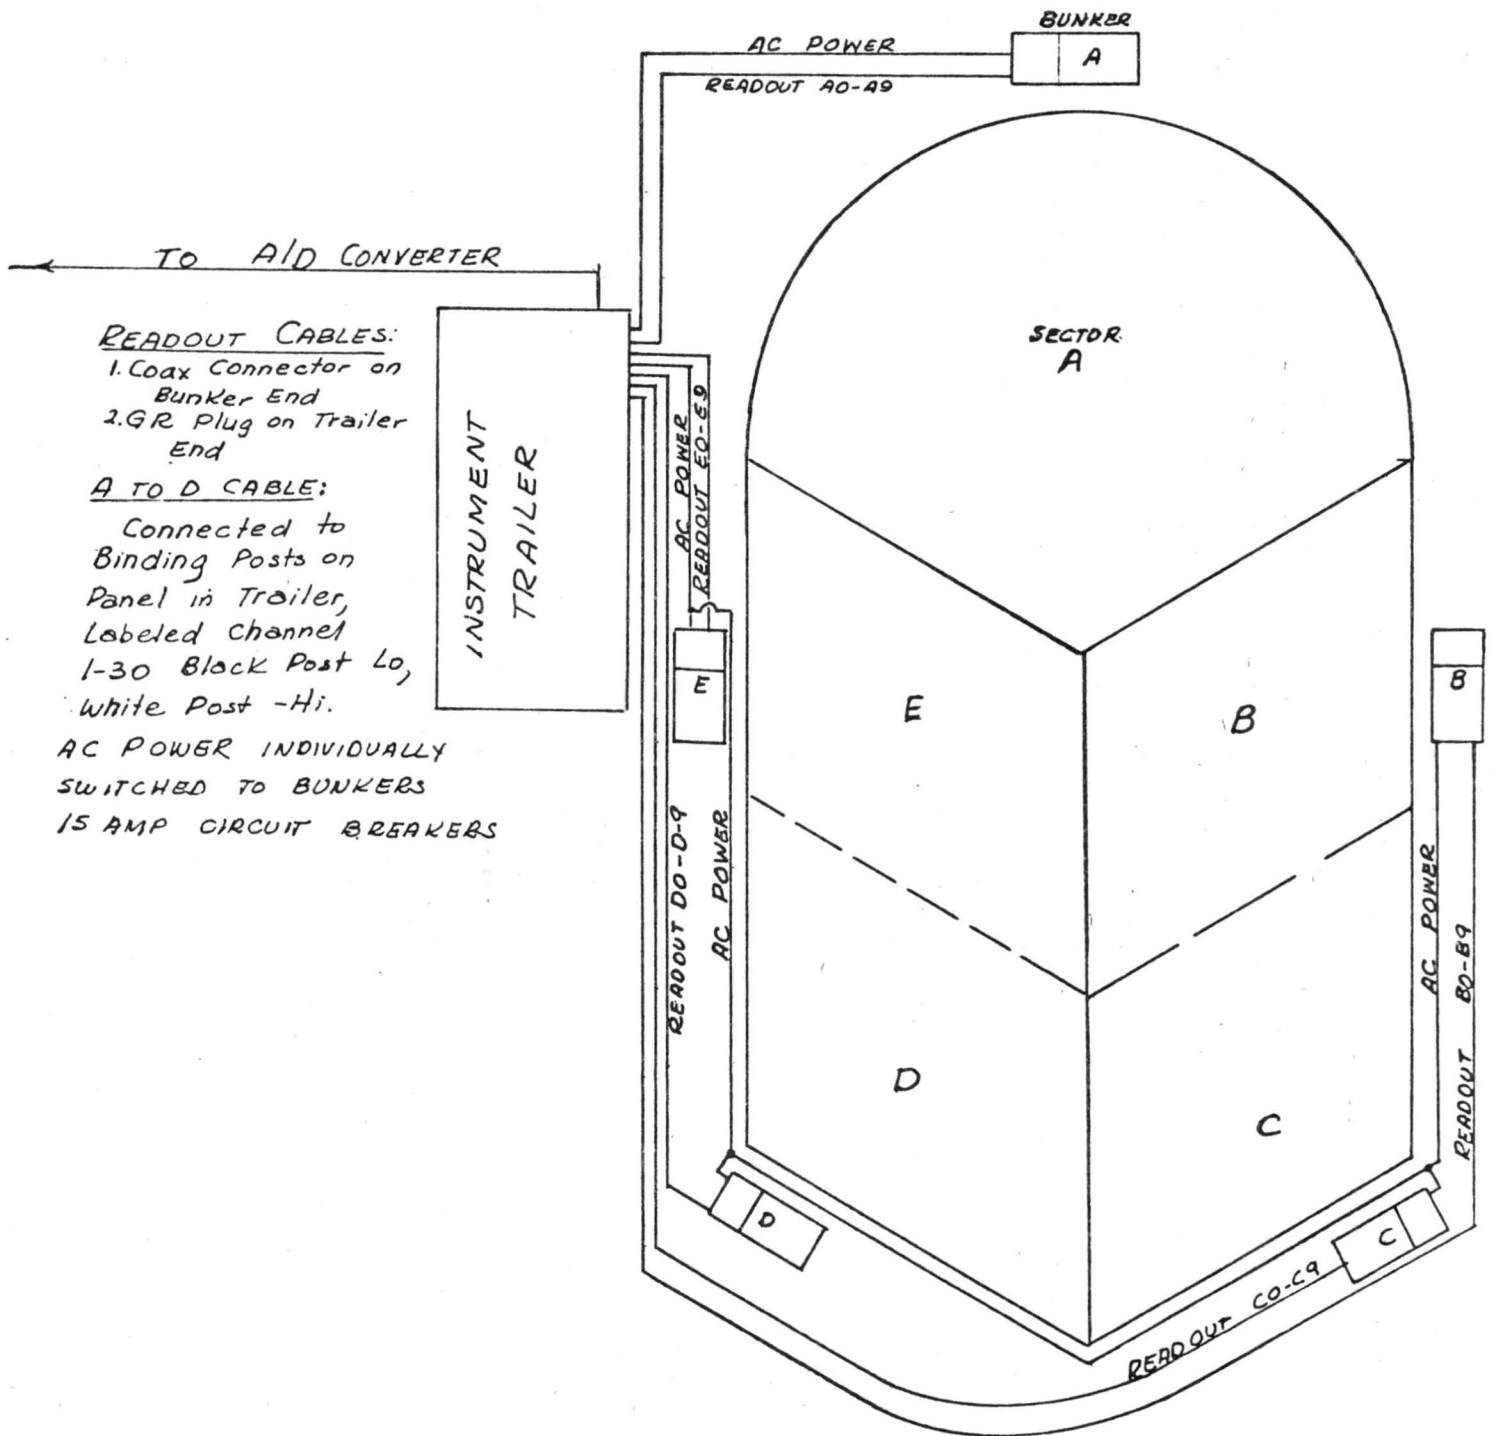 BUNKER
A
AC POWER
READOUT A0-A9
TO A/D CONVERTER
READOUT CABLES:
1. Coax Connector on
Bunker End
2. GR Plug on Trailer
End
A TO D CABLE:
Connected to
Binding Posts on
Panel in Trailer,
Labeled Channel
1-30 Black Post Lo,
White Post -Hi.
AC POWER INDIVIDUALLY
SWITCHED TO BUNKERS
15 AMP CIRCUIT BREAKERS
INSTRUMENT
TRAILER
AC POWER
READOUT E0-E9
SECTOR
A
E
E
B
B
READOUT D0-D-9
AC POWER
AC POWER
READOUT B0-B9
D
C
D
C
READOUT C0-C9